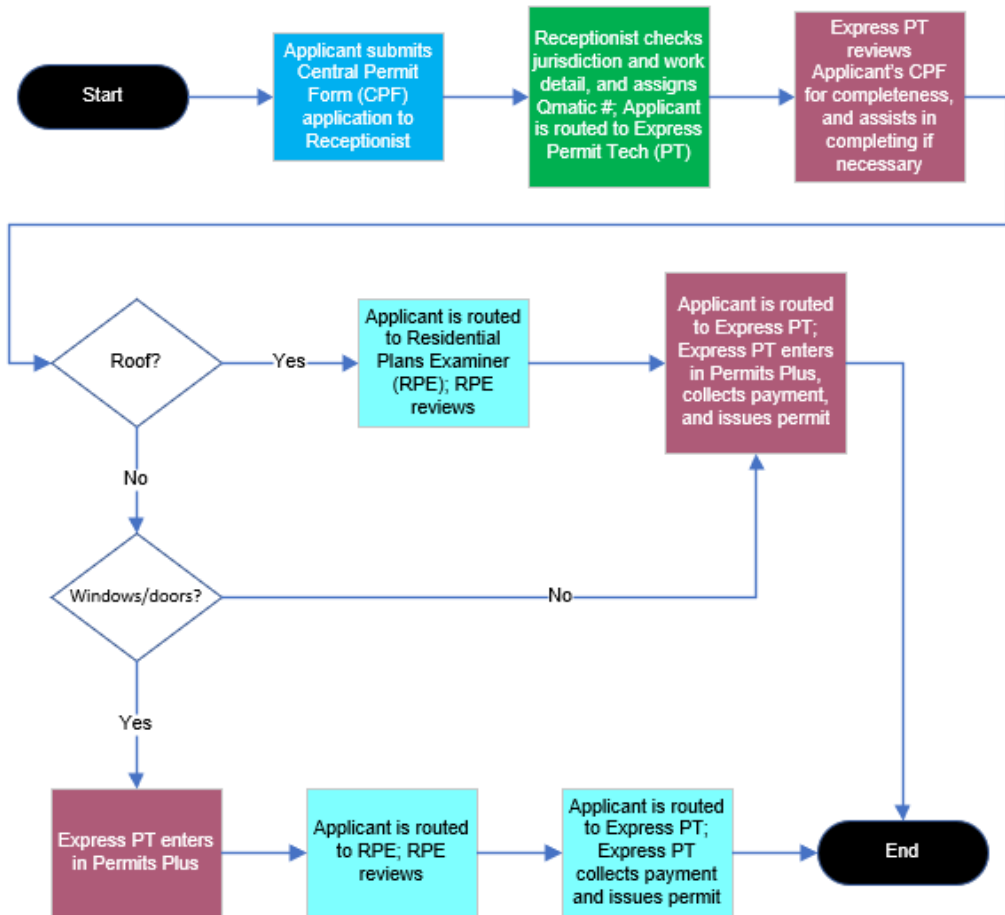 Start
Applicant submits
Central Permit
Form (CPF)
application to
Receptionist
Receptionist checks
jurisdiction and work
detail, and assigns
Qmatic #; Applicant
is routed to Express
Permit Tech (PT)
Express PT
reviews
Applicant's CPF
for completeness,
and assists in
completing if
necessary
Roof?
Yes
Applicant is routed
to Residential
Plans Examiner
(RPE); RPE
reviews
Applicant is routed
to Express PT;
Express PT enters
in Permits Plus,
collects payment,
and issues permit
No
Windows/doors?
No
Yes
Express PT enters
in Permits Plus
Applicant is routed
to RPE; RPE
reviews
Applicant is routed
to Express PT;
Express PT
collects payment
and issues permit
End